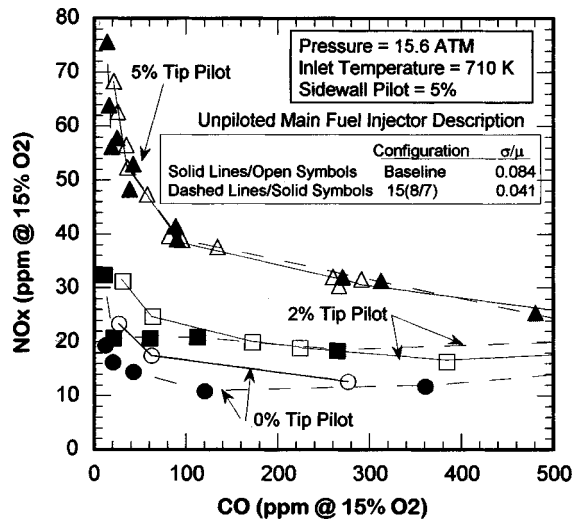 80
70
60
50
40
30
20
10
0
NOx (ppm @ 15% O2)
Pressure = 15.6 ATM
Inlet Temperature = 710 K
Sidewall Pilot = 5%
5% Tip Pilot
Unpiloted Main Fuel Injector Description
Configuration σ/μ
Solid Lines/Open Symbols Baseline 0.084
Dashed Lines/Solid Symbols 15(8/7) 0.041
2% Tip Pilot
0% Tip Pilot
0 100 200 300 400 500
CO (ppm @ 15% O2)